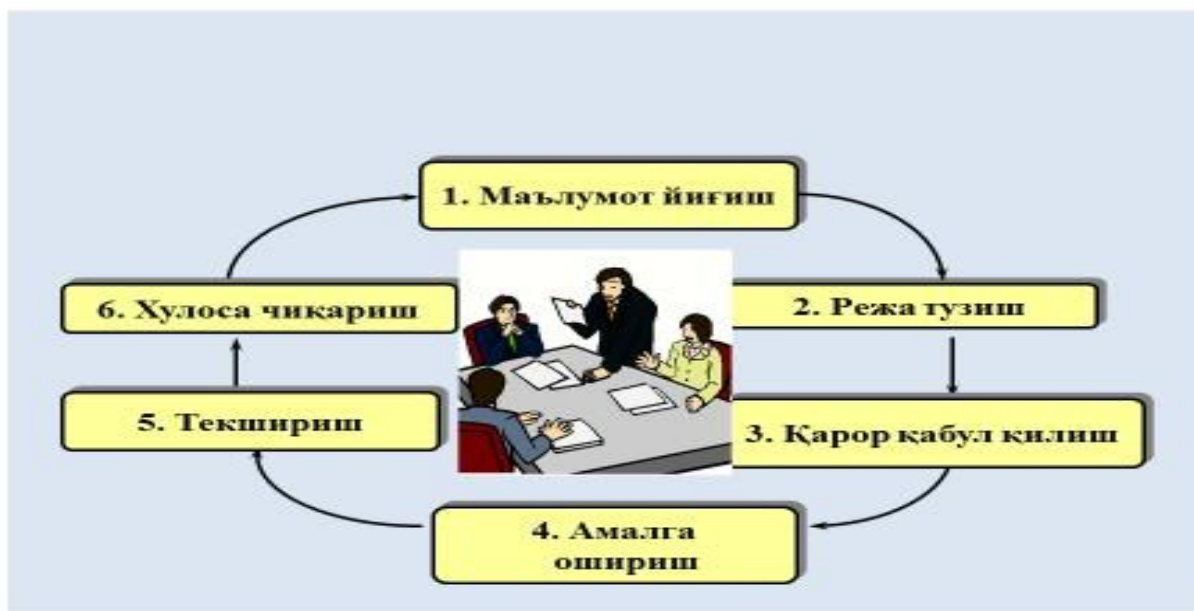 1. Маълумот йиғиш
2. Режа тузиш
3. Қарор қабул қилиш
4. Амалга
ошириш
5. Текшириш
6. Хулоса чиқариш